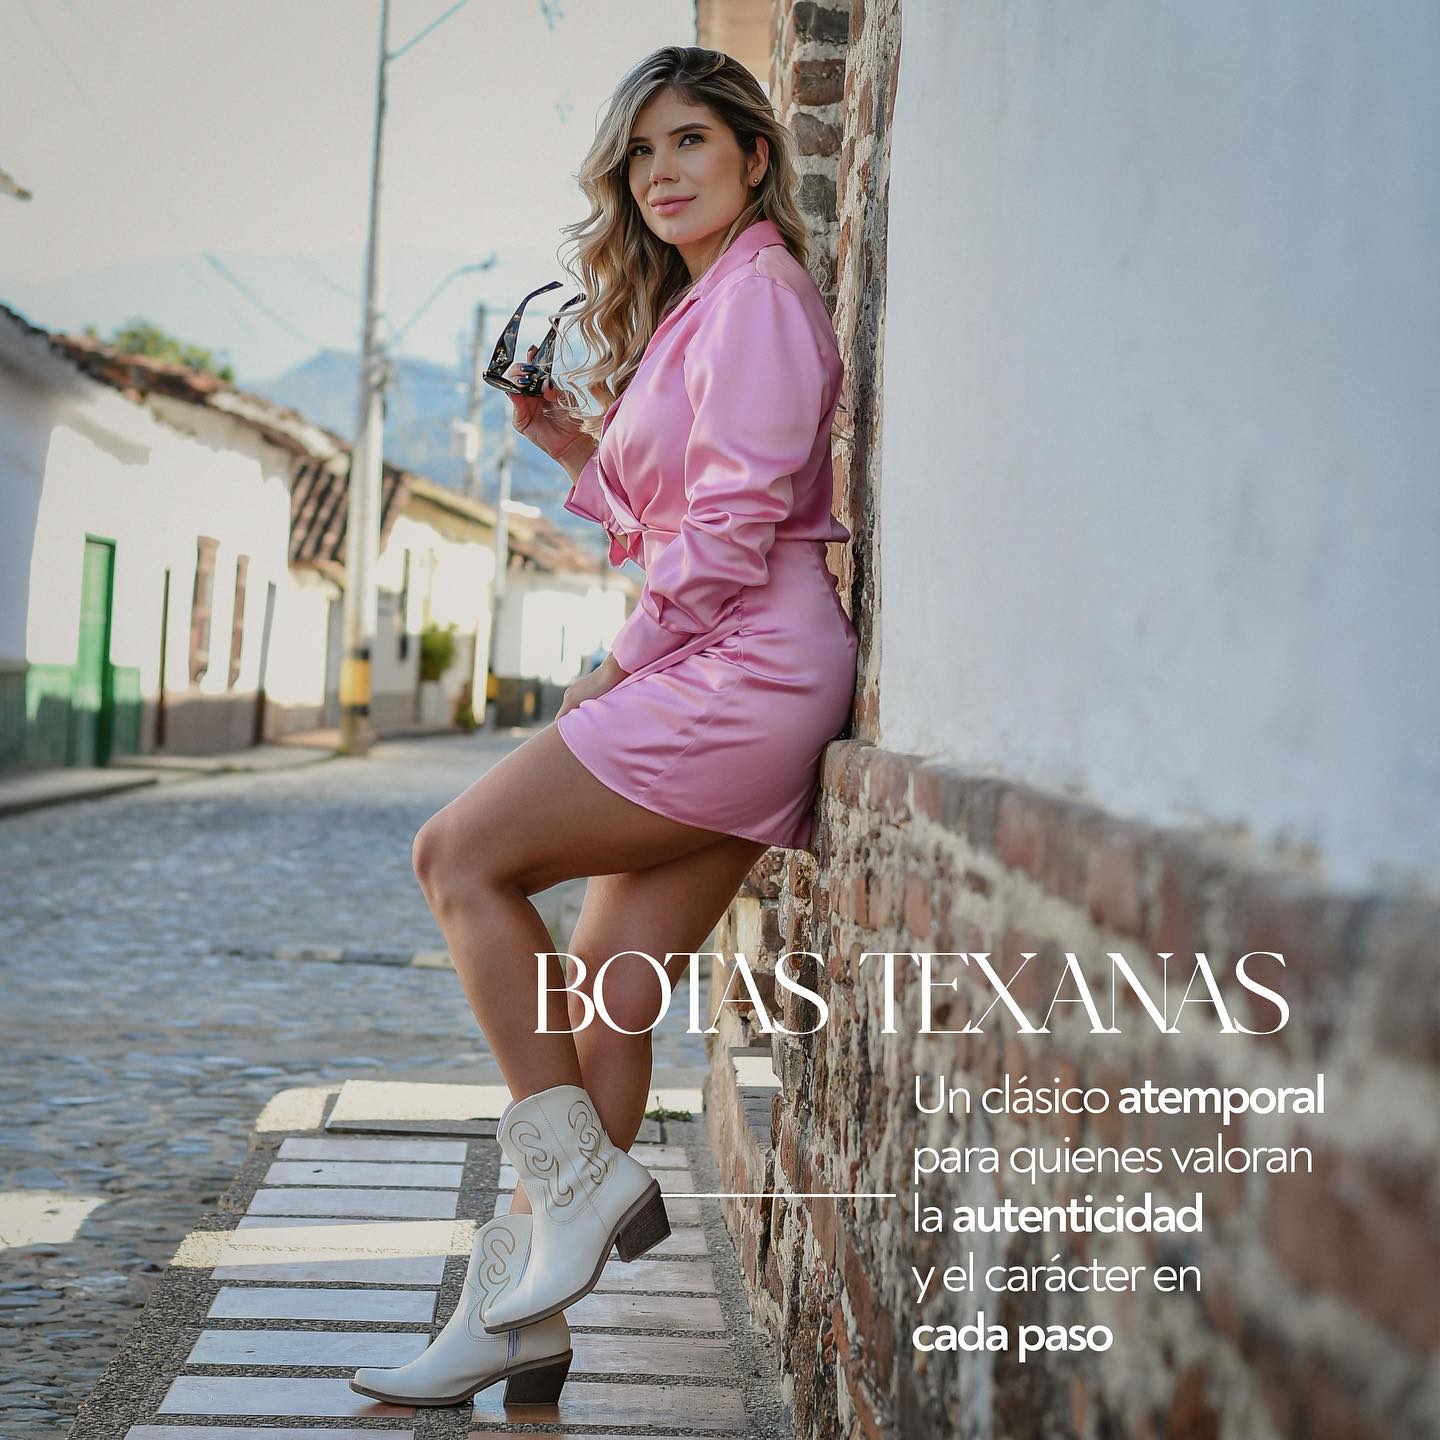 BOTAS TEXANAS
Un clásico atemporal
para quienes valoran
la autenticidad
y el carácter en
cada paso